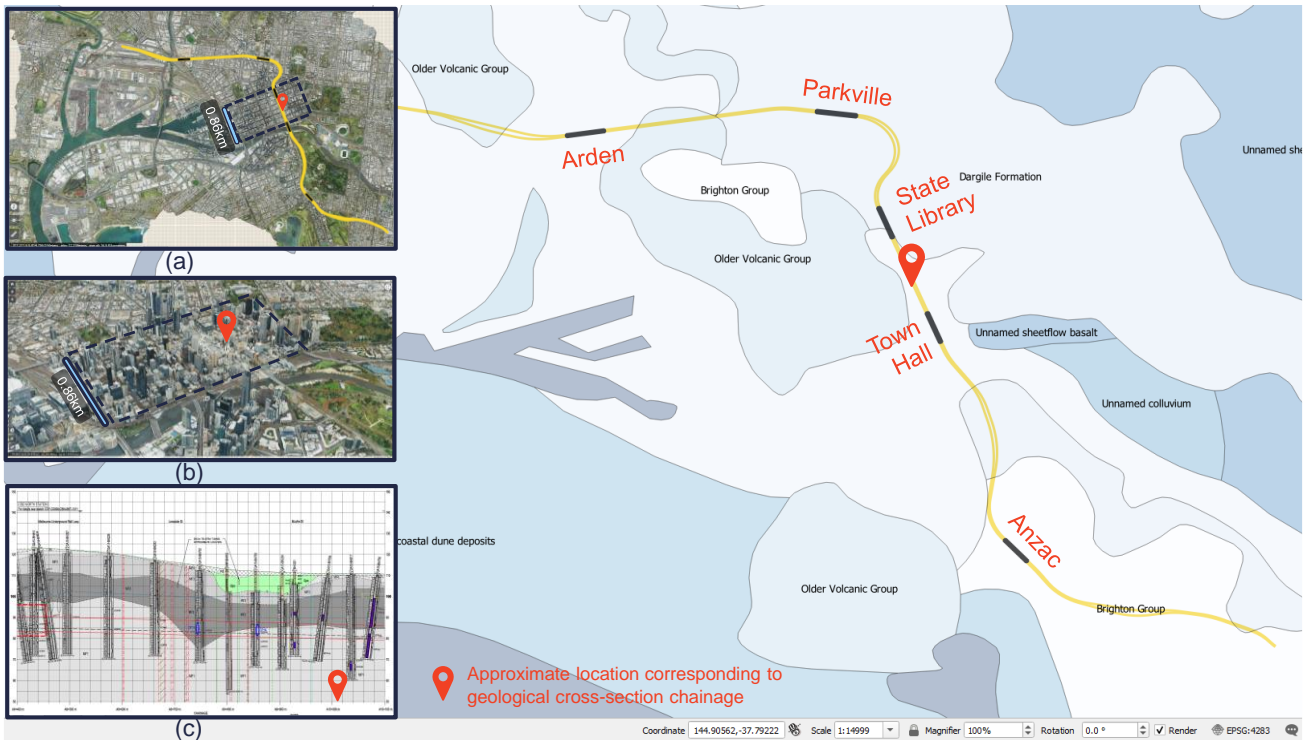 0.86km
(a)
0.86km
(b)
(c)
Older Volcanic Group
Parkville
Arden
Unnamed she
Brighton Group
State
Library
Dargile Formation
Older Volcanic Group
Town
Hall
Unnamed sheetflow basalt
Unnamed colluvium
coastal dune deposits
Anzac
Older Volcanic Group
Brighton Group
Approximate location corresponding to
geological cross-section chainage
Coordinate 144.90562,-37.79222 Scale 1:14999 Magnifier 100% Rotation 0.0 ° Render EPSG:4283